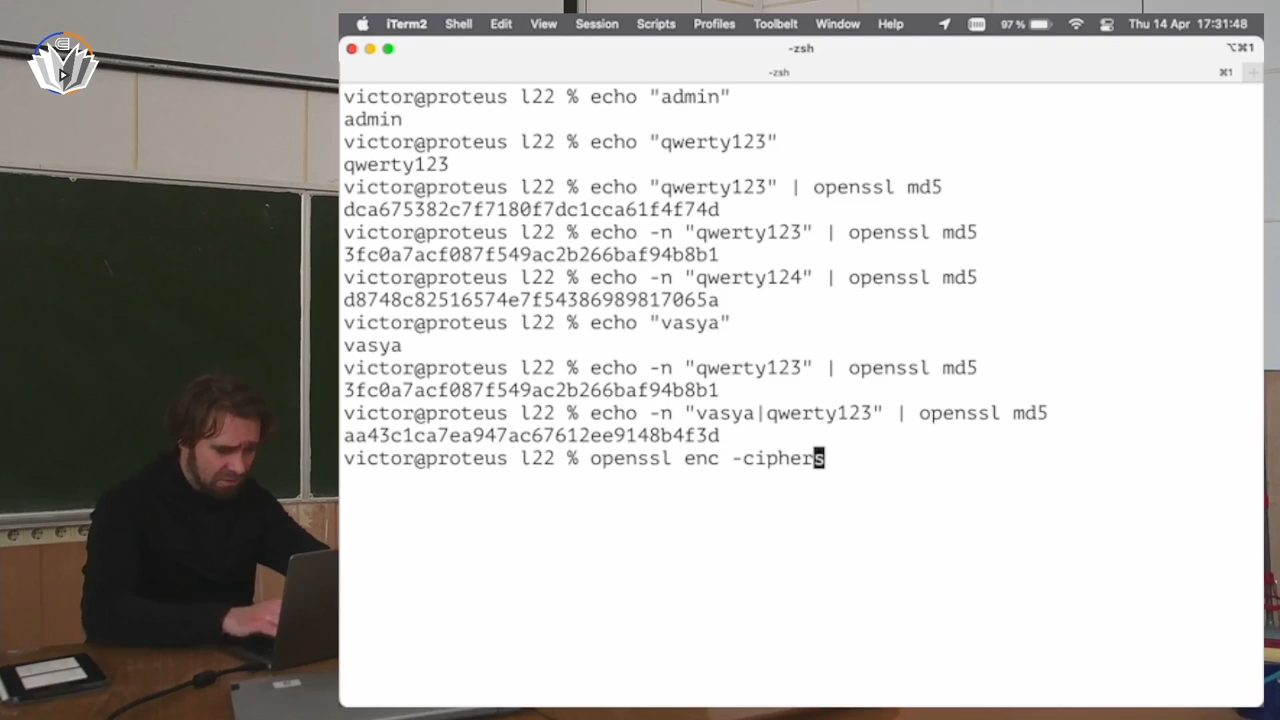 iTerm2 Shell Edit View Session Scripts Profiles Toolbelt Window Help 97 % Thu 14 Apr 17:31:48
-zsh ⌥⌘1
-zsh ⌘1
victor@proteus l22 % echo "admin"
admin
victor@proteus l22 % echo "qwerty123"
qwerty123
victor@proteus l22 % echo "qwerty123" | openssl md5
dca675382c7f7180f7dc1cca61f4f74d
victor@proteus l22 % echo -n "qwerty123" | openssl md5
3fc0a7acf087f549ac2b266baf94b8b1
victor@proteus l22 % echo -n "qwerty124" | openssl md5
d8748c82516574e7f54386989817065a
victor@proteus l22 % echo "vasya"
vasya
victor@proteus l22 % echo -n "qwerty123" | openssl md5
3fc0a7acf087f549ac2b266baf94b8b1
victor@proteus l22 % echo -n "vasya|qwerty123" | openssl md5
aa43c1ca7ea947ac67612ee9148b4f3d
victor@proteus l22 % openssl enc -ciphers